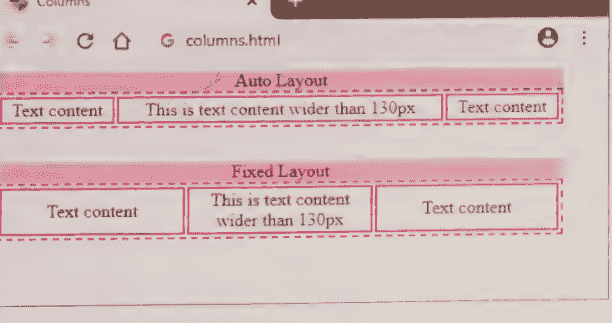 Columns
columns.html
Auto Layout
Text content
This is text content wider than 130px
Text content
Fixed Layout
Text content
This is text content
wider than 130px
Text content